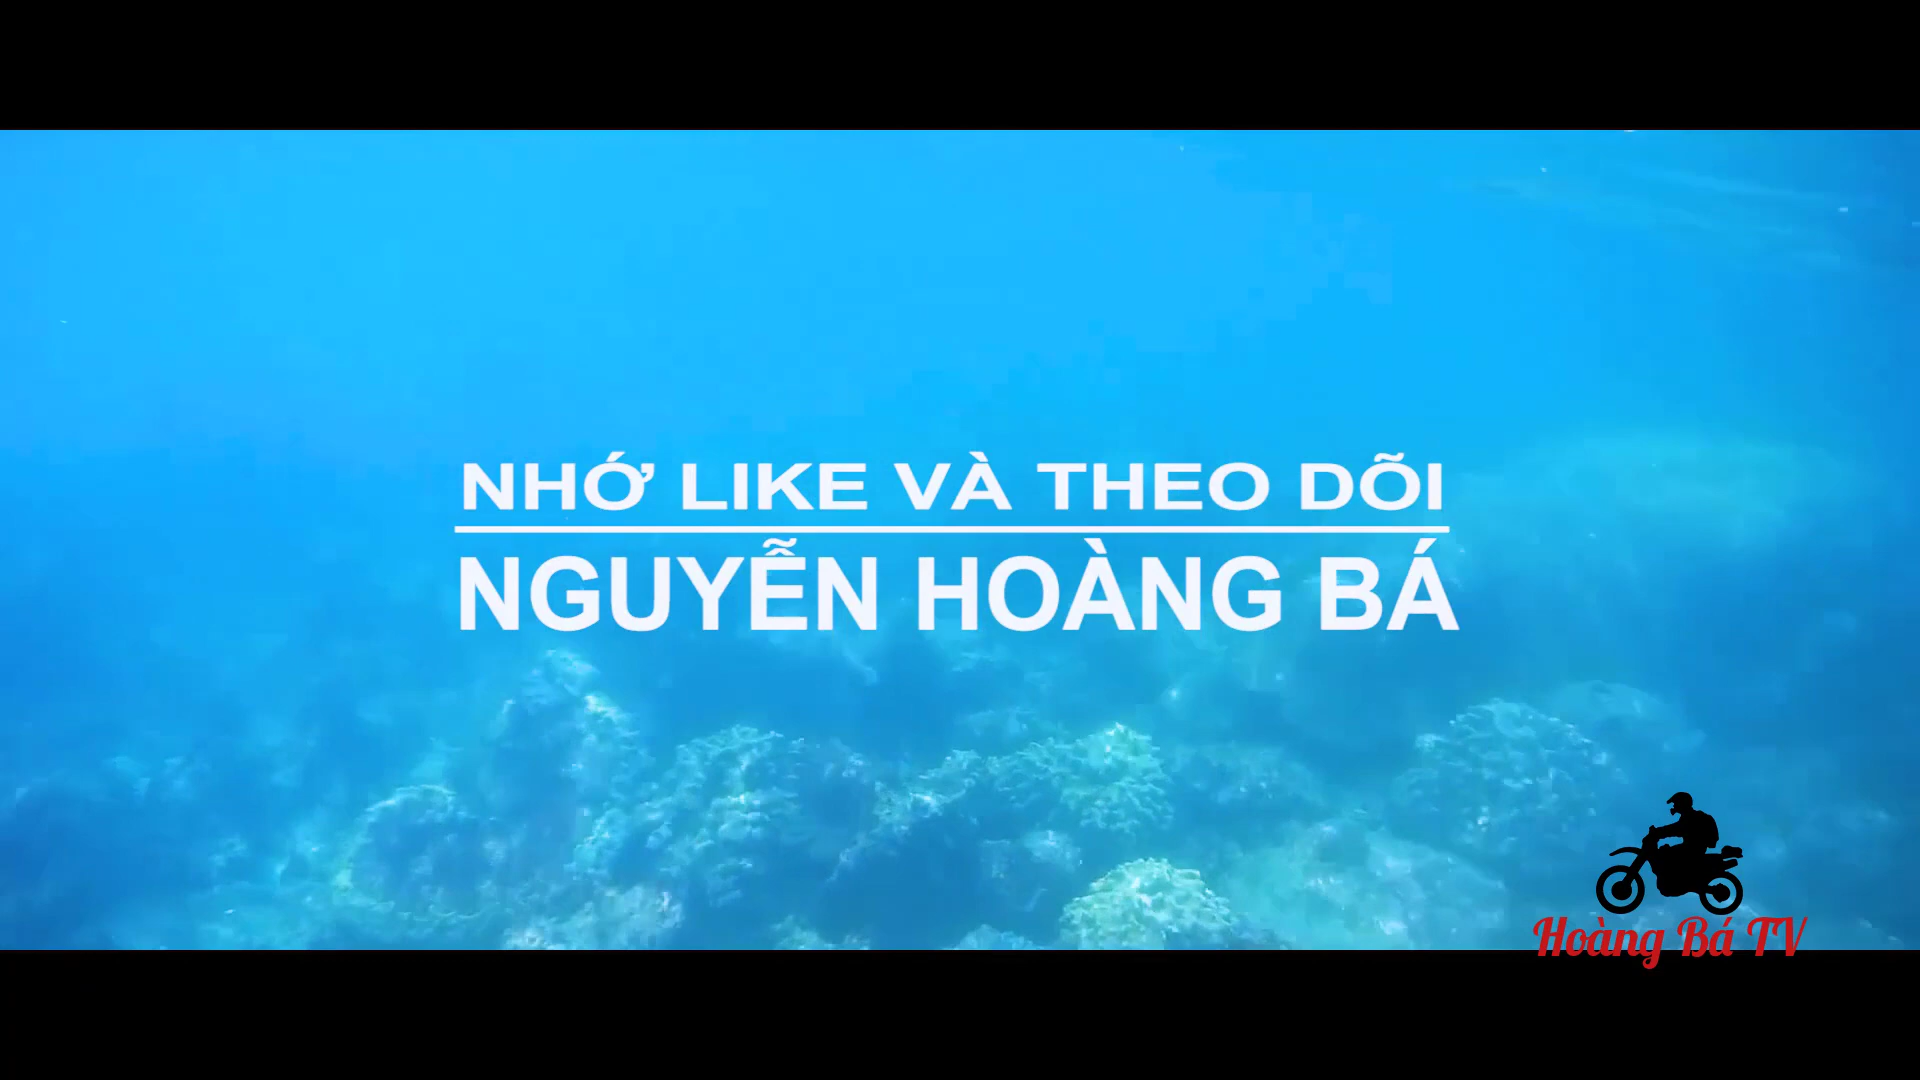 NHỚ LIKE VÀ THEO DÕI
NGUYỄN HOÀNG BÁ
Hoàng Bá TV